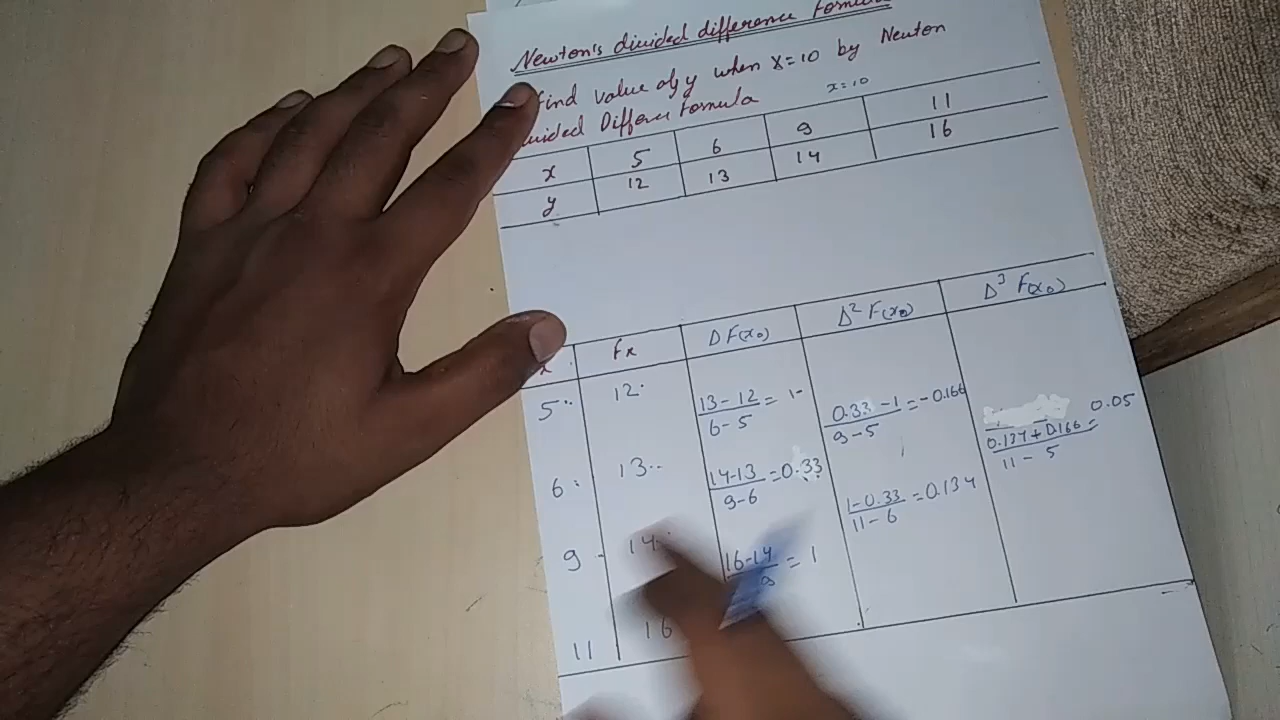 Newton's divided difference Formula
Find value of y when x=10 by Newton
Divided Differnce Formula x=10
x 5 6 9 11
y 12 13 14 16
Fx ΔF(x₀) Δ² F(x₀) Δ³ F(x₀)
5 12 (13-12)/(6-5) = 1 (0.33-1)/(9-5) = -0.166 (0.134+0.166)/(11-5) = 0.05
6 13 (14-13)/(9-6) = 0.33 (1-0.33)/(11-6) = 0.134
9 14 16-14 = 1
11 16